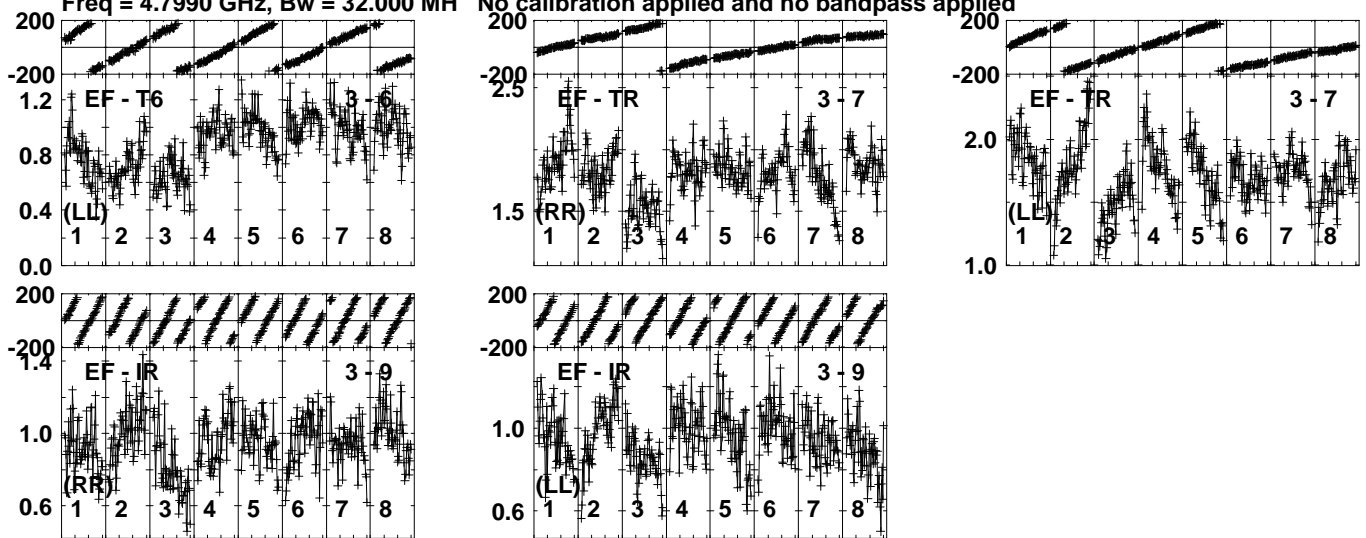 Freq = 4.7990 GHz, Bw = 32.000 MH No calibration applied and no bandpass applied
200
-200
1.2
0.8
0.4
0.0
EF - T6 3 - 6
(LL)
1 2 3 4 5 6 7 8
200
-200
2.5
1.5
EF - TR 3 - 7
(RR)
1 2 3 4 5 6 7 8
200
-200
2.0
1.0
EF - TR 3 - 7
(LL)
1 2 3 4 5 6 7 8
200
-200
1.4
1.0
0.6
EF - IR 3 - 9
(RR)
1 2 3 4 5 6 7 8
200
-200
1.0
0.6
EF - IR 3 - 9
(LL)
1 2 3 4 5 6 7 8